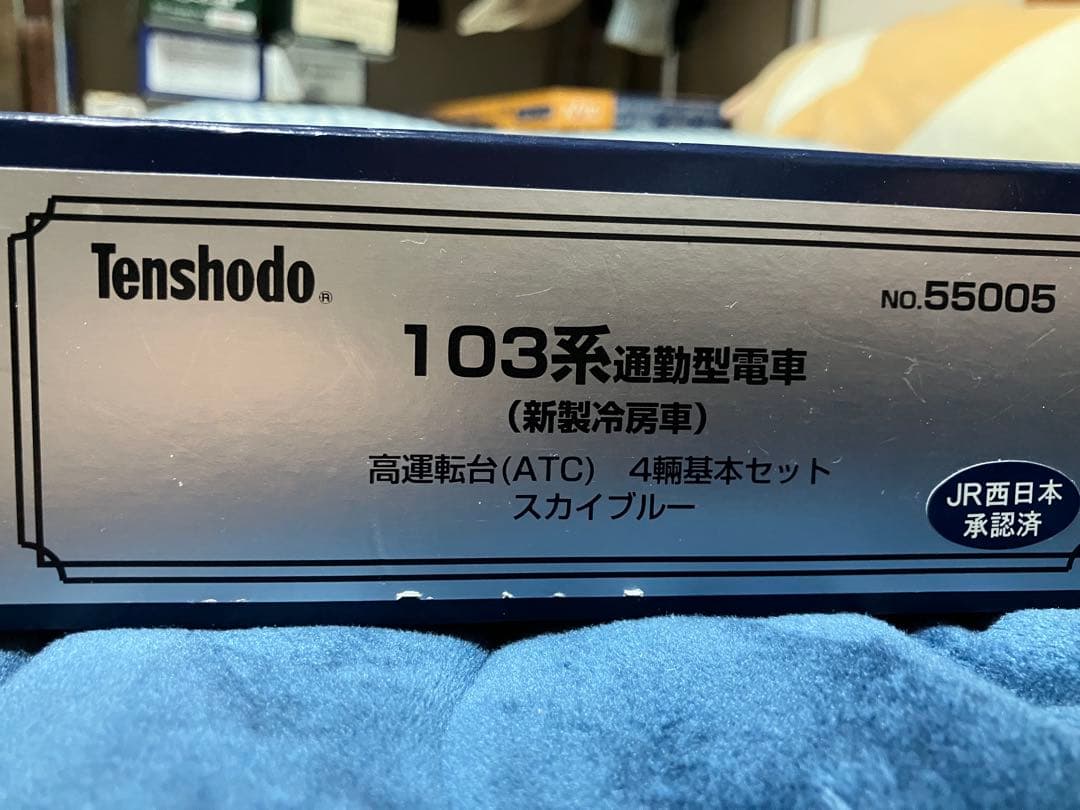 Tenshodo®
NO.55005
103系通勤型電車
(新製冷房車)
高運転台(ATC) 4輛基本セット
スカイブルー
JR西日本
承認済